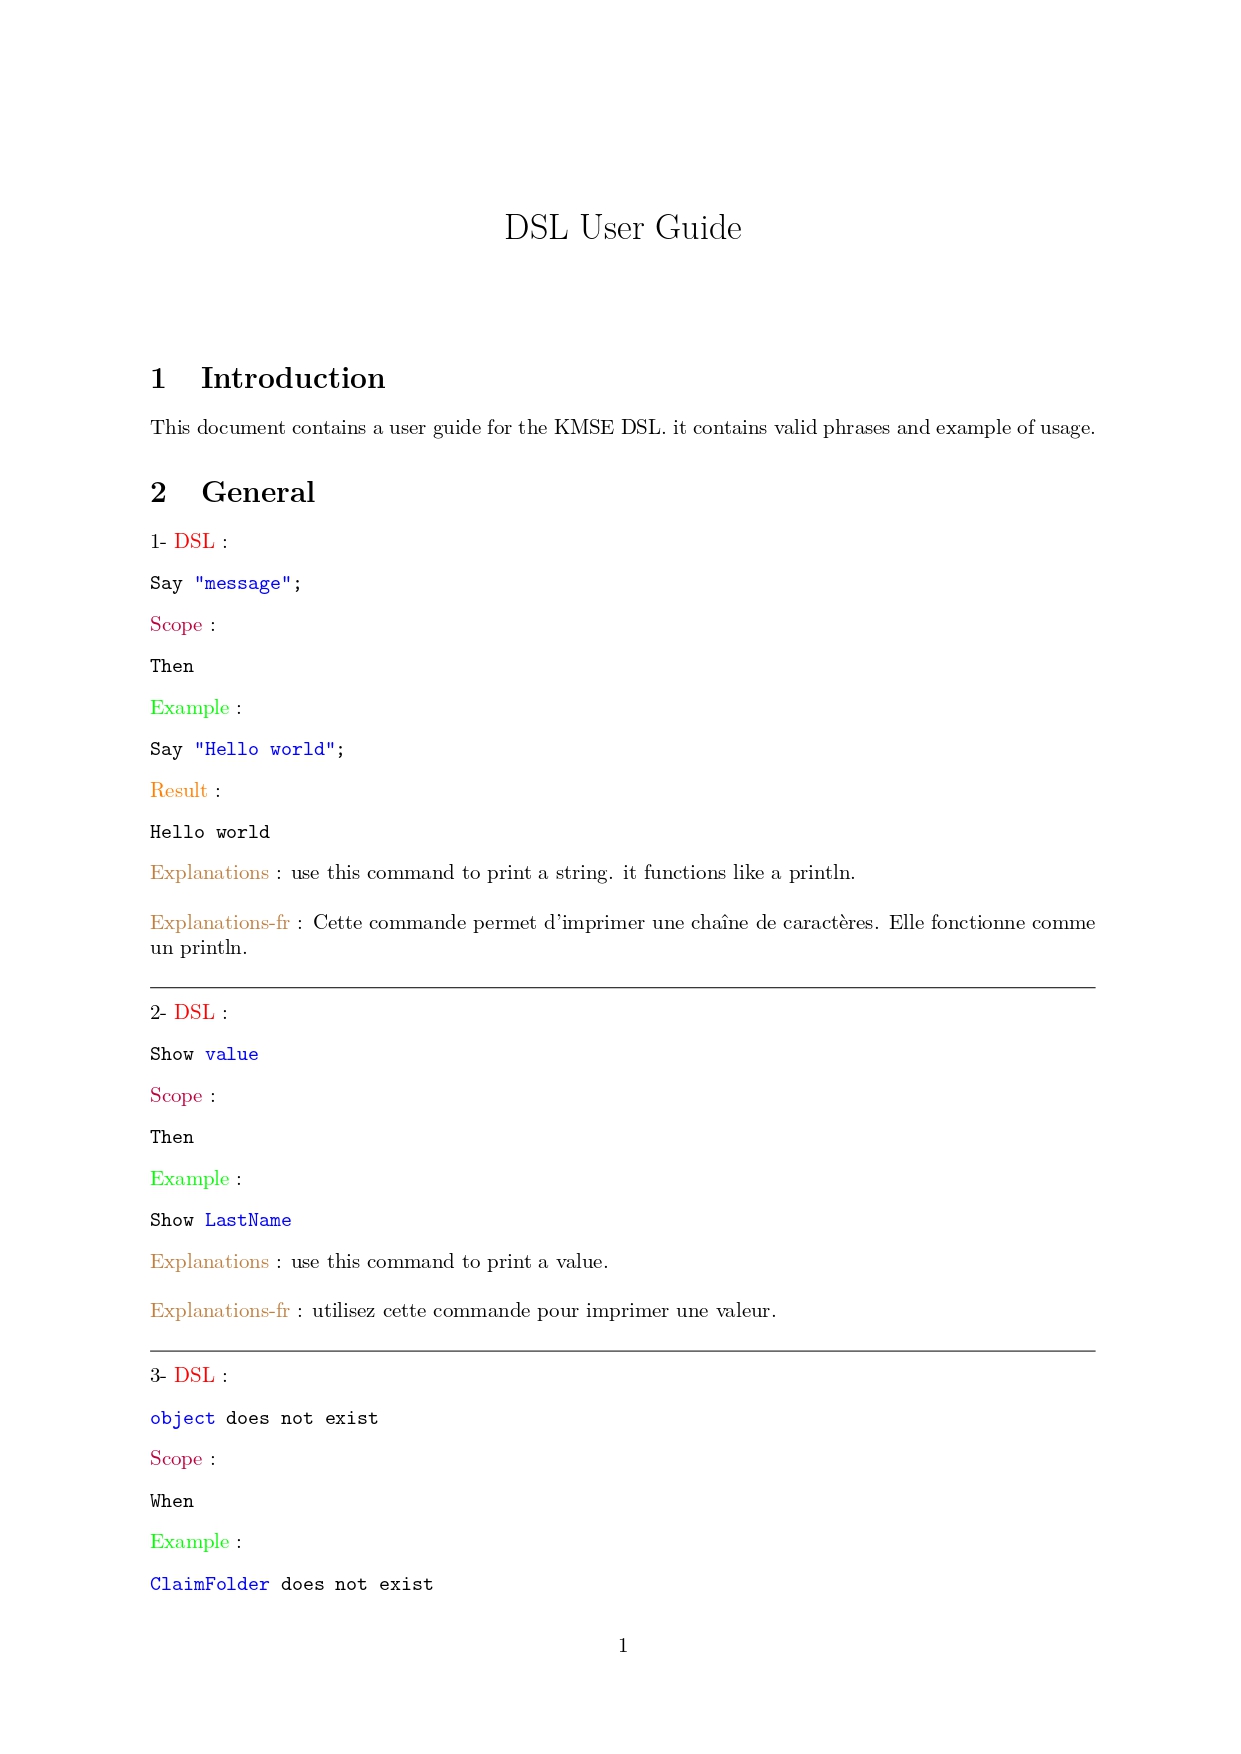 DSL User Guide
1 Introduction
This document contains a user guide for the KMSE DSL. it contains valid phrases and example of usage.
2 General
1- DSL :
Say "message";
Scope :
Then
Example :
Say "Hello world";
Result :
Hello world
Explanations : use this command to print a string. it functions like a println.
Explanations-fr : Cette commande permet d'imprimer une chaîne de caractères. Elle fonctionne comme
un println.
2- DSL :
Show value
Scope :
Then
Example :
Show LastName
Explanations : use this command to print a value.
Explanations-fr : utilisez cette commande pour imprimer une valeur.
3- DSL :
object does not exist
Scope :
When
Example :
ClaimFolder does not exist
1